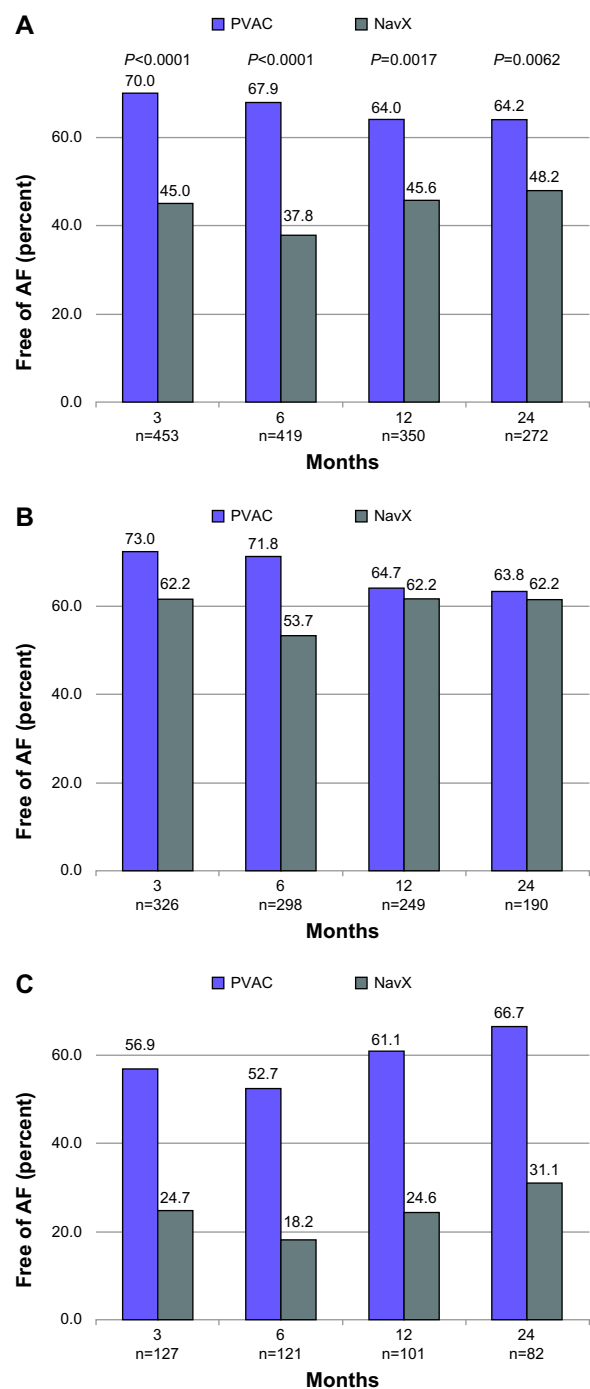 A
PVAC NavX
P<0.0001 P<0.0001 P=0.0017 P=0.0062
70.0 67.9 64.0 64.2
45.0 37.8 45.6 48.2
60.0
40.0
20.0
0.0
Free of AF (percent)
3 6 12 24
n=453 n=419 n=350 n=272
Months
B
PVAC NavX
73.0 71.8 64.7 63.8
62.2 53.7 62.2 62.2
60.0
40.0
20.0
0.0
Free of AF (percent)
3 6 12 24
n=326 n=298 n=249 n=190
Months
C
PVAC NavX
56.9 52.7 61.1 66.7
24.7 18.2 24.6 31.1
60.0
40.0
20.0
0.0
Free of AF (percent)
3 6 12 24
n=127 n=121 n=101 n=82
Months